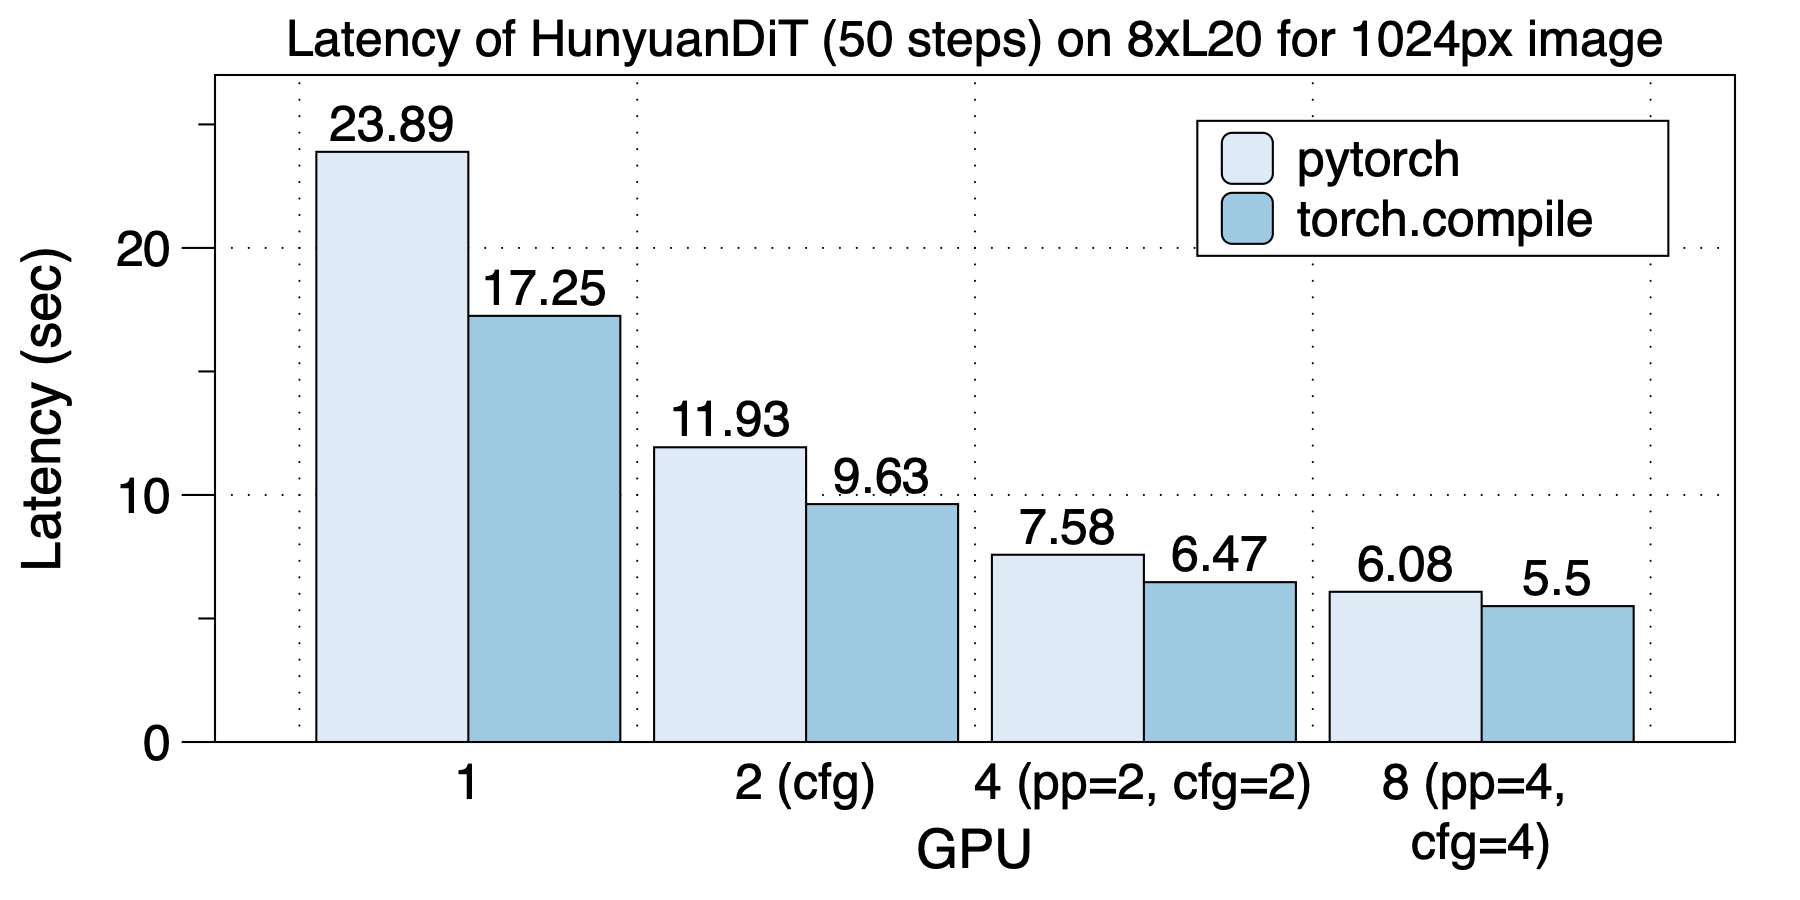 Latency of HunyuanDiT (50 steps) on 8xL20 for 1024px image
pytorch
torch.compile
Latency (sec)
20
10
0
23.89
17.25
11.93
9.63
7.58
6.47
6.08
5.5
1
2 (cfg)
4 (pp=2, cfg=2)
8 (pp=4,
cfg=4)
GPU